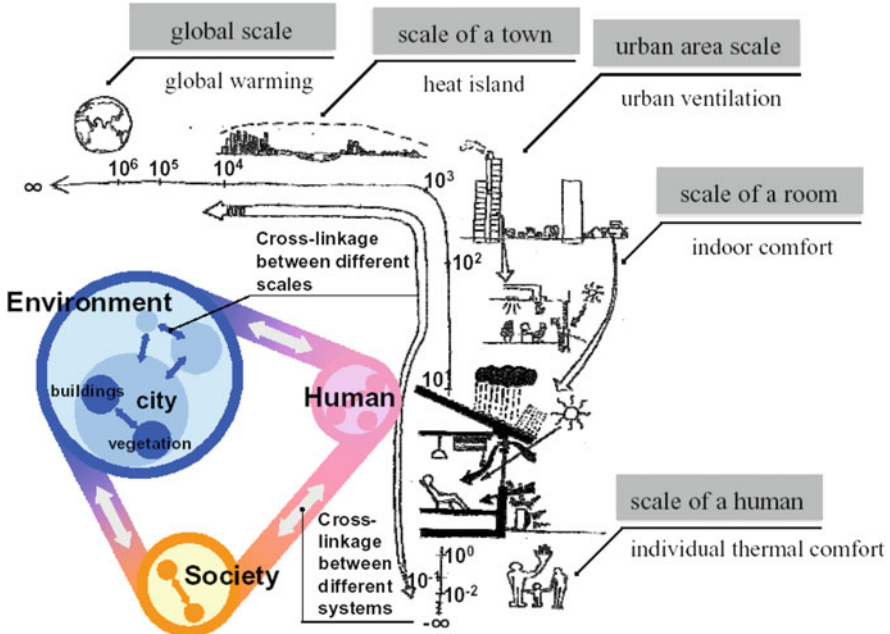 global scale
global warming
scale of a town
heat island
urban area scale
urban ventilation
scale of a room
indoor comfort
∞
10⁶
10⁵
10⁴
10³
10²
10¹
10⁰
10⁻¹
10⁻²
-∞
Cross-linkage
between different
scales
Environment
buildings
city
vegetation
Human
Society
Cross-
linkage
between
different
systems
scale of a human
individual thermal comfort